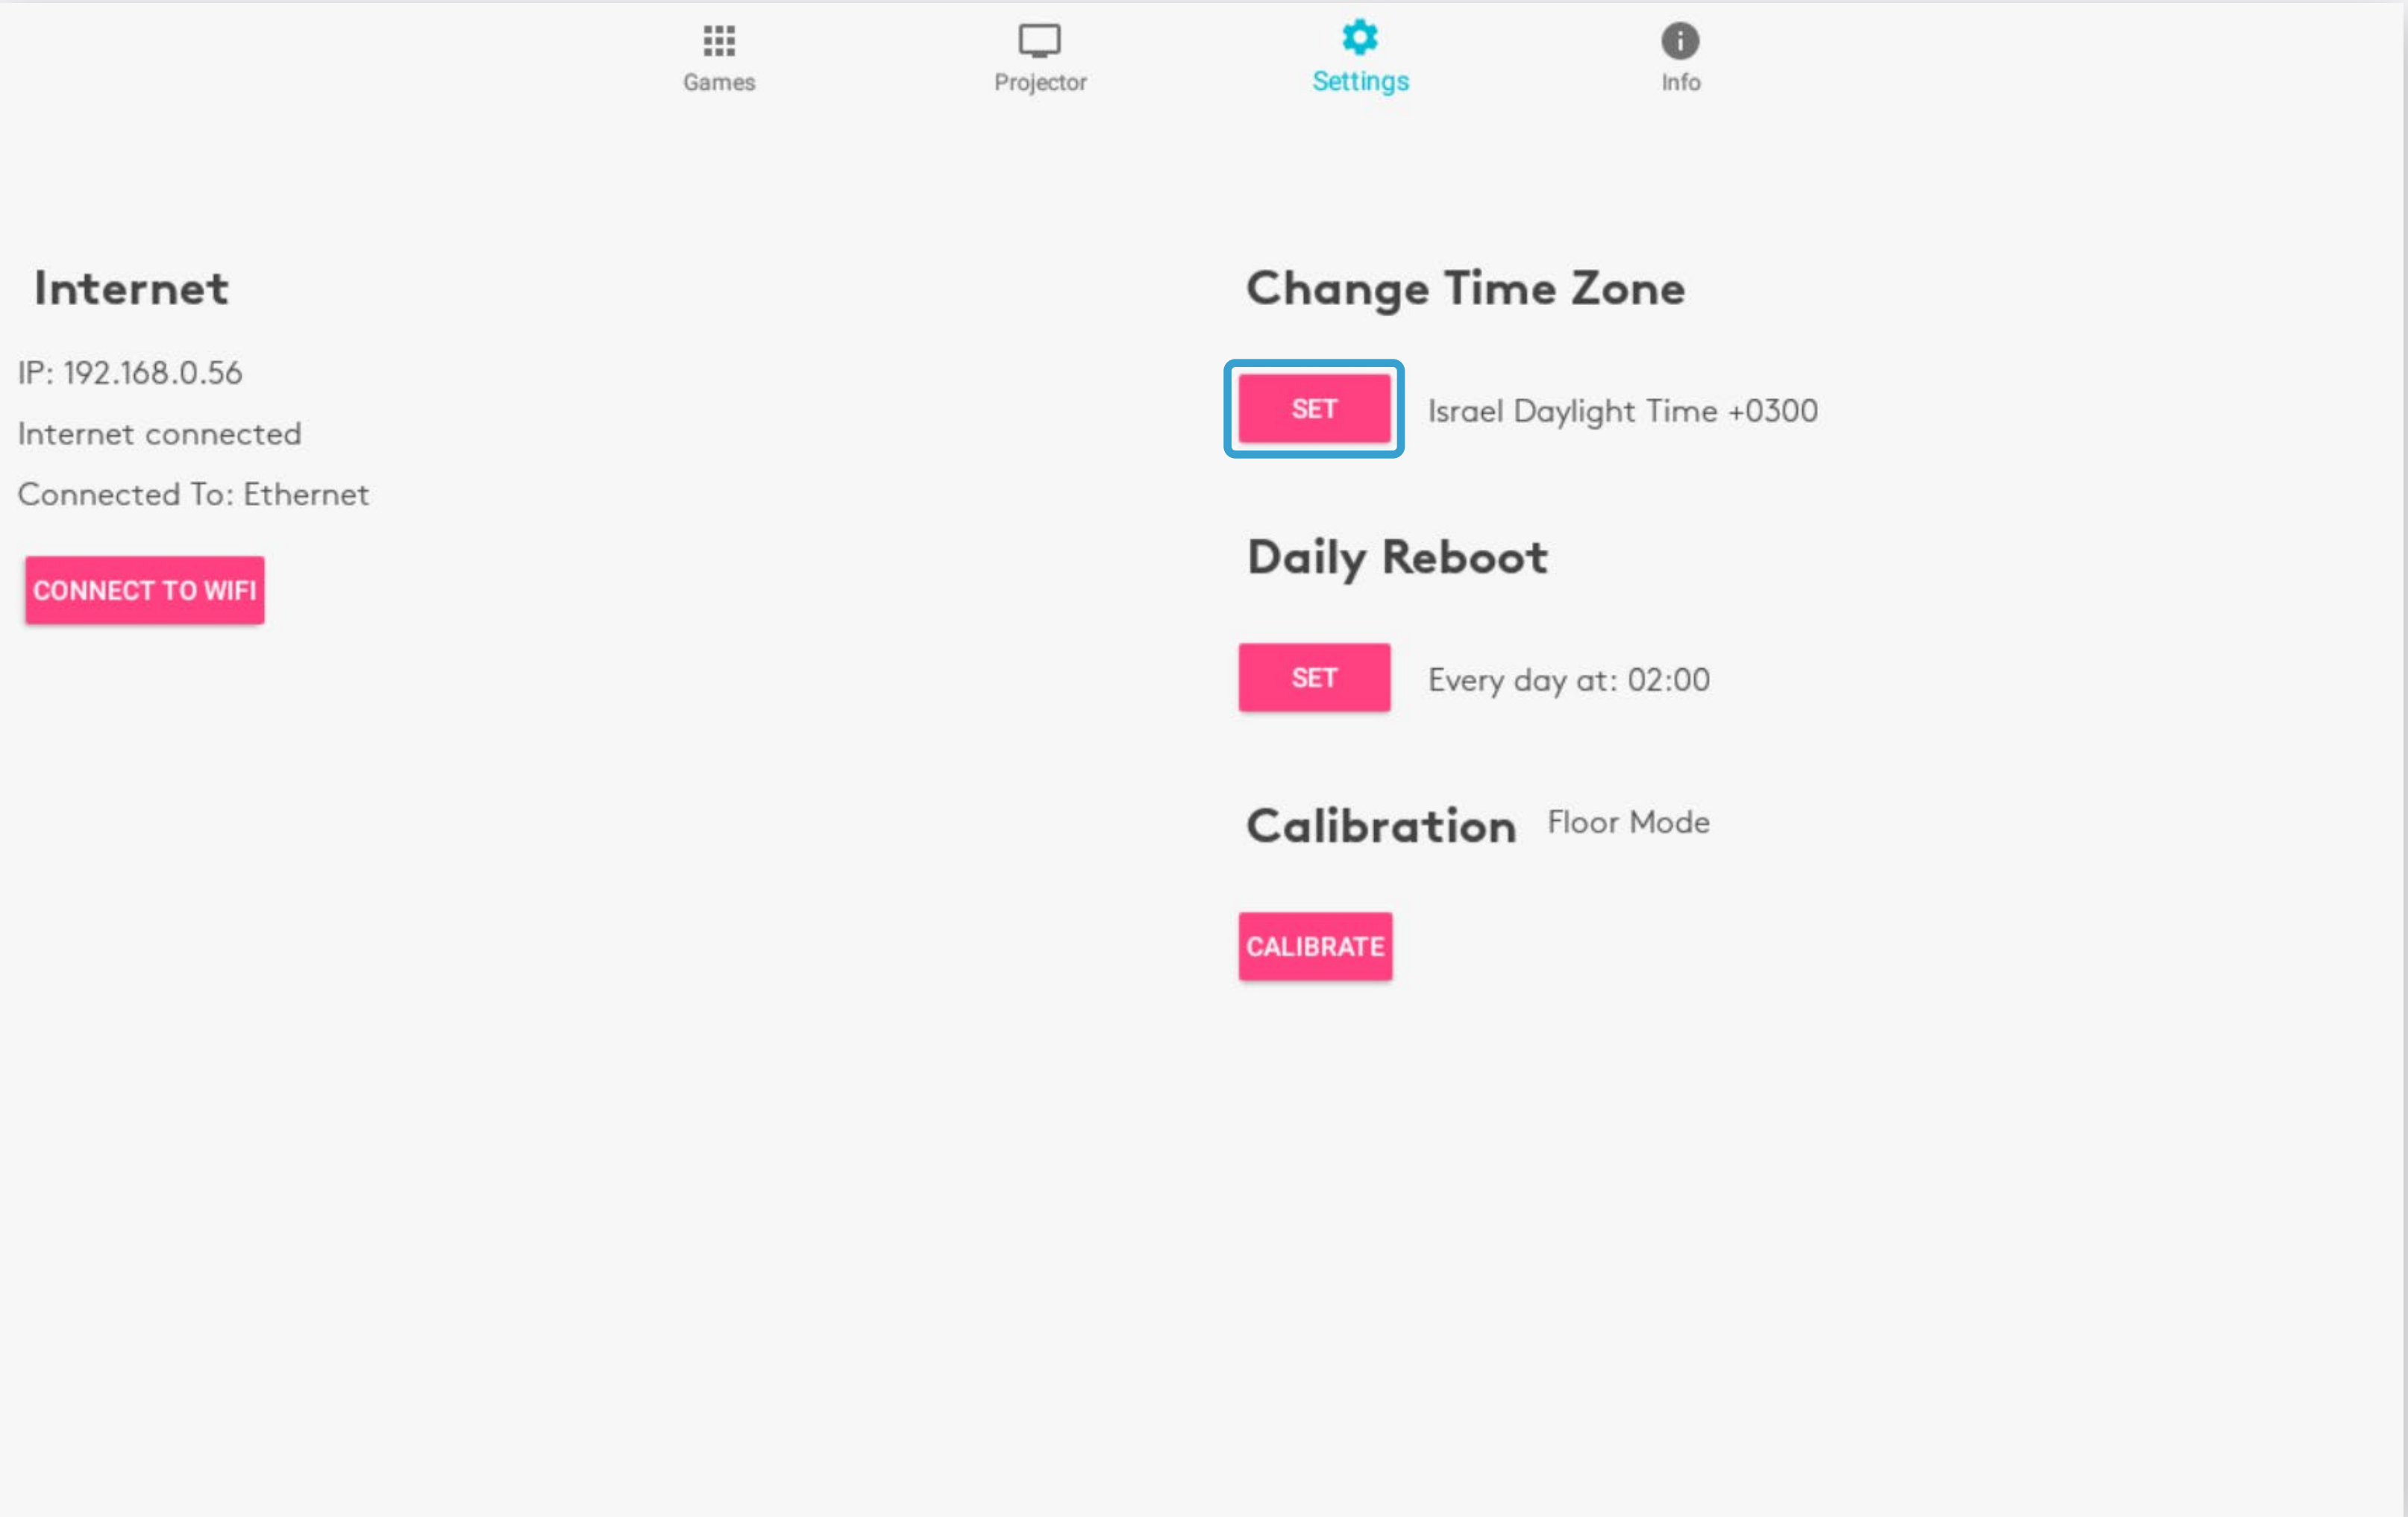 Games
Projector
Settings
Info
Internet
IP: 192.168.0.56
Internet connected
Connected To: Ethernet
CONNECT TO WIFI
Change Time Zone
SET
Israel Daylight Time +0300
Daily Reboot
SET
Every day at: 02:00
Calibration
Floor Mode
CALIBRATE